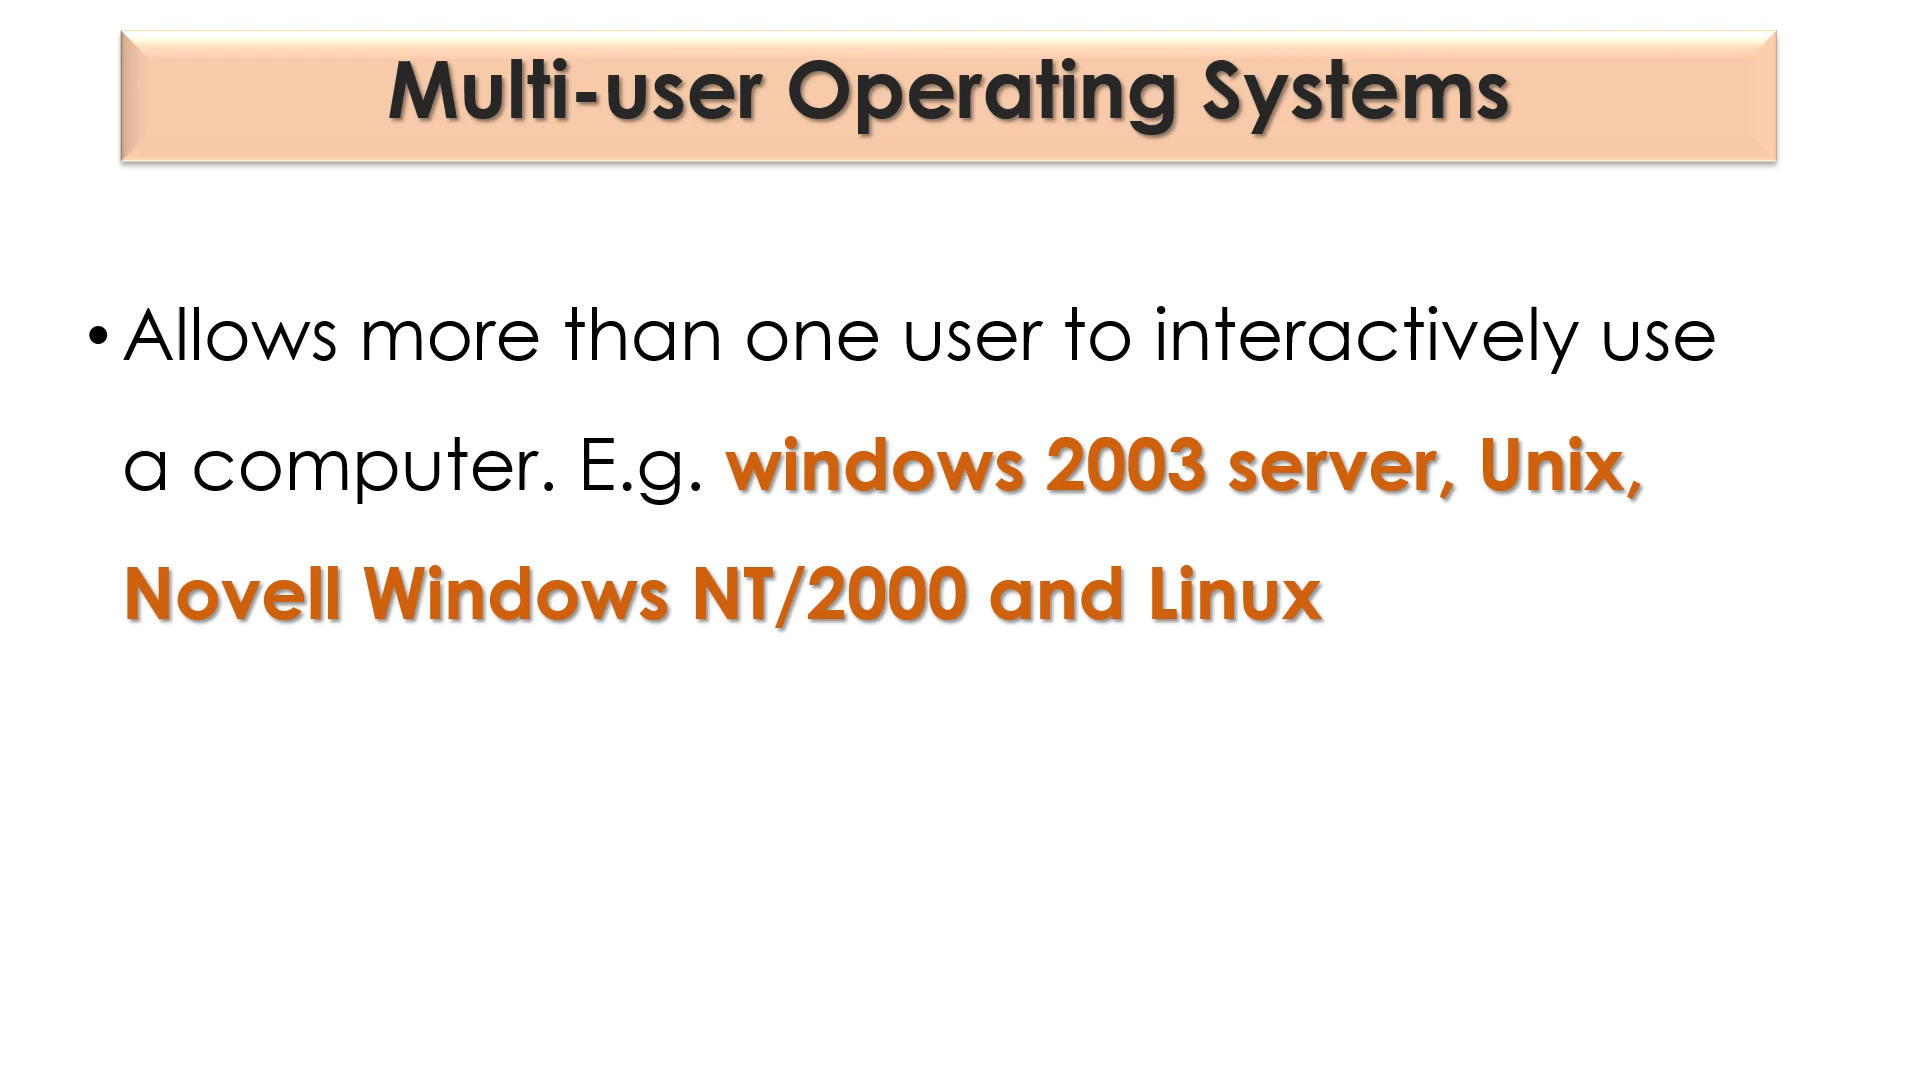 Multi-user Operating Systems
• Allows more than one user to interactively use
a computer. E.g. windows 2003 server, Unix,
Novell Windows NT/2000 and Linux